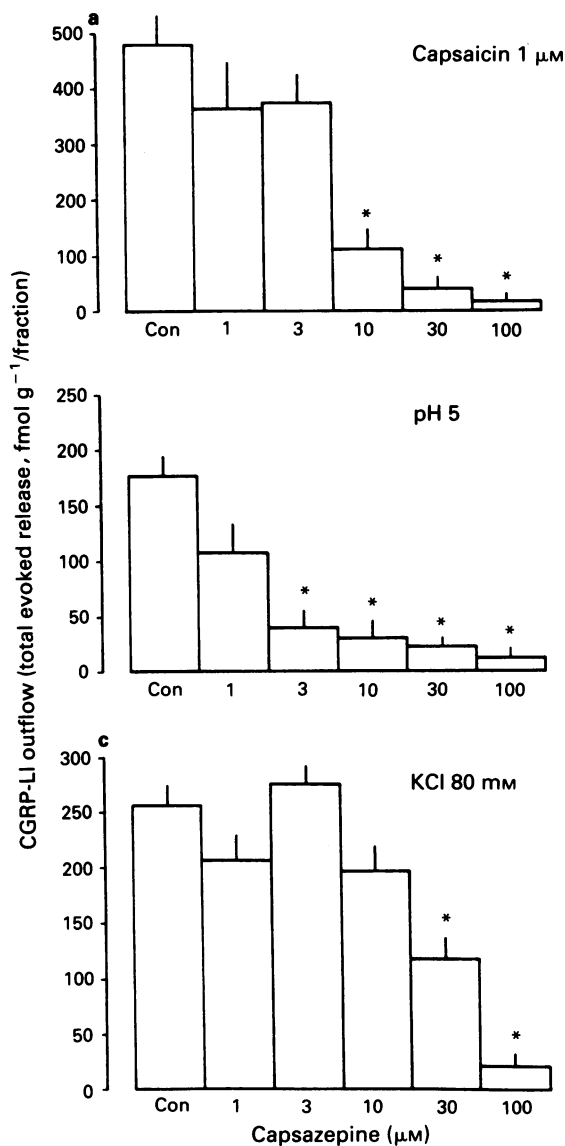 a
Capsaicin 1 μM
500
400
300
200
100
0
* * *
Con 1 3 10 30 100
CGRP-LI outflow (total evoked release, fmol g⁻¹/fraction)
250
200
150
100
50
0
pH 5
* * * *
Con 1 3 10 30 100
c
KCl 80 mM
300
250
200
150
100
50
0
* *
Con 1 3 10 30 100
Capsazepine (μM)